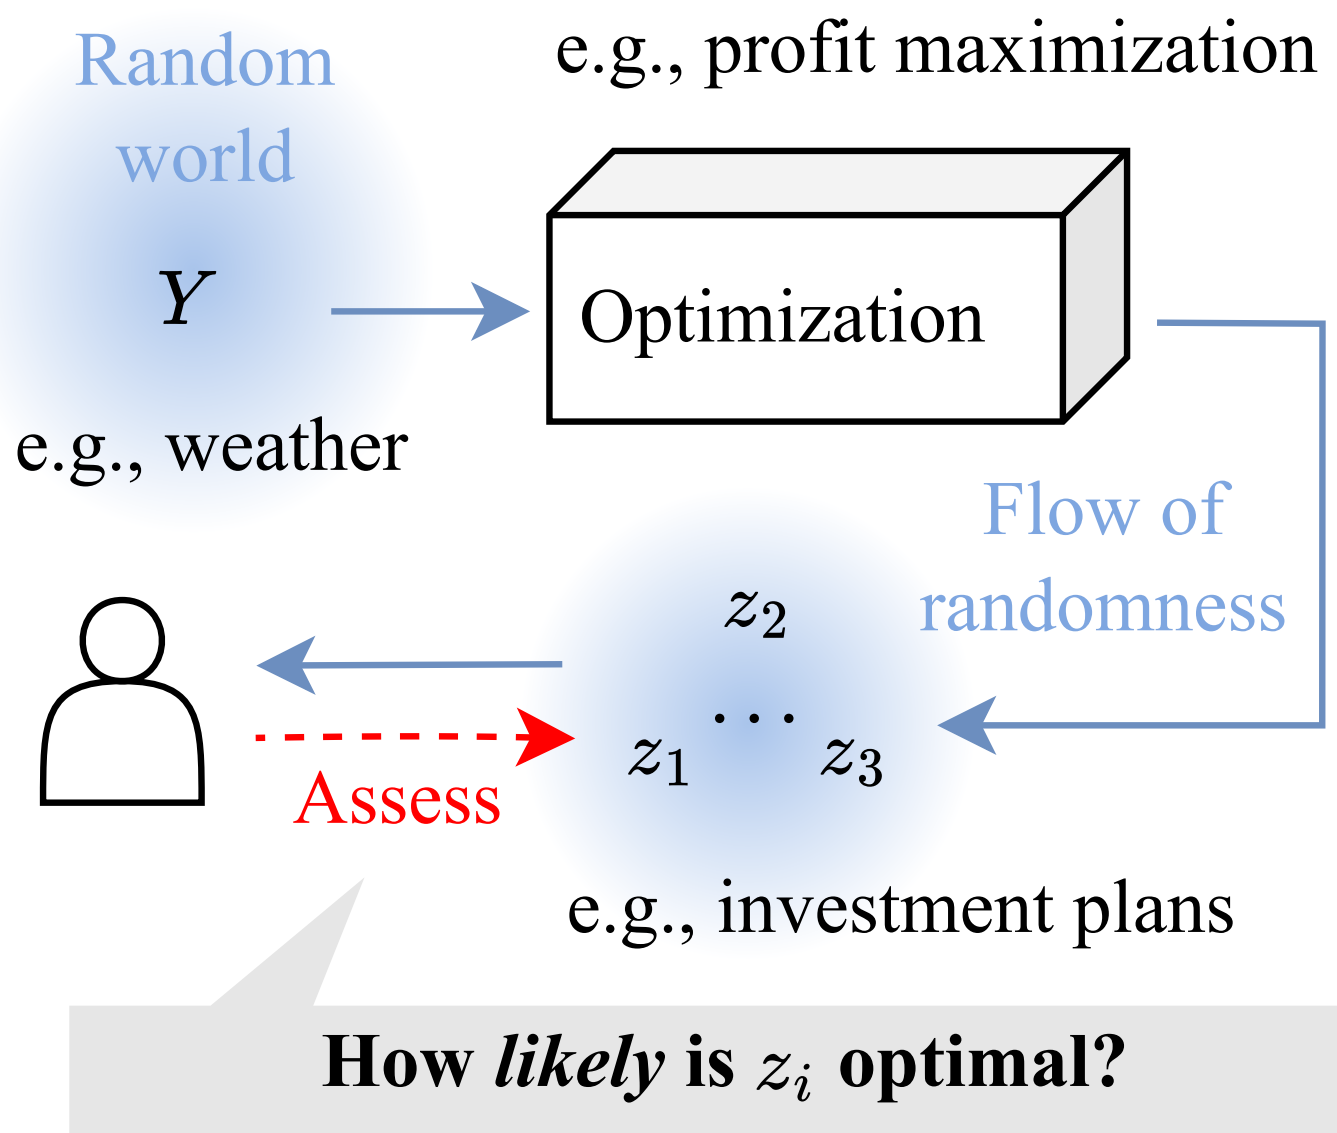 Random
world
Y
e.g., weather
e.g., profit maximization
Optimization
Flow of
randomness
z₂
...
z₁
z₃
Assess
e.g., investment plans
How likely is zᵢ optimal?